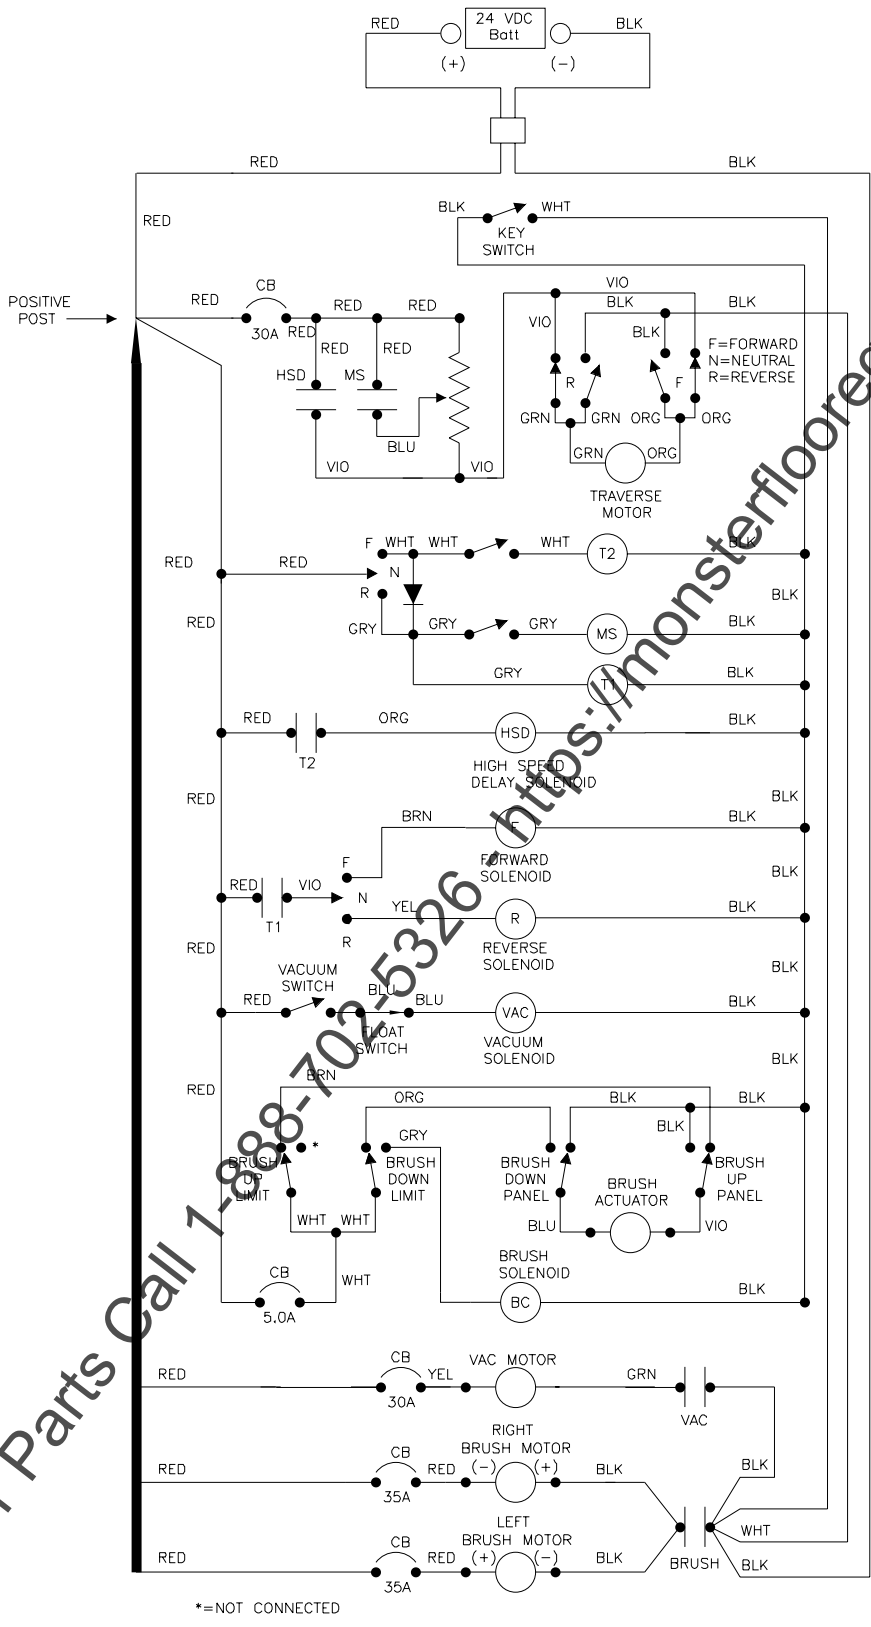 24 VDC
Batt
RED
BLK
(+)
(-)
RED
BLK
RED
BLK
WHT
KEY
SWITCH
POSITIVE
POST
RED
CB
30A
RED
RED
RED
RED
RED
HSD
MS
BLU
VIO
VIO
VIO
BLK
BLK
VIO
BLK
F=FORWARD
N=NEUTRAL
R=REVERSE
R
F
GRN
GRN
ORG
ORG
GRN
ORG
TRAVERSE
MOTOR
RED
RED
F
WHT
WHT
WHT
T2
BLK
N
R
BLK
RED
GRY
GRY
GRY
MS
BLK
GRY
T1
BLK
RED
ORG
HSD
BLK
T2
HIGH SPEED
DELAY SOLENOID
RED
BLK
BRN
F
BLK
FORWARD
SOLENOID
F
BLK
RED
VIO
N
T1
YEL
R
BLK
R
REVERSE
SOLENOID
RED
BLK
VACUUM
SWITCH
RED
BLU
BLU
VAC
BLK
FLOAT
SWITCH
VACUUM
SOLENOID
BLK
RED
BRN
ORG
BLK
BLK
BLK
*
GRY
BRUSH
UP
LIMIT
BRUSH
DOWN
LIMIT
BRUSH
DOWN
PANEL
BRUSH
ACTUATOR
BRUSH
UP
PANEL
WHT
WHT
BLU
VIO
WHT
BRUSH
SOLENOID
CB
5.0A
BC
BLK
RED
CB
30A
YEL
VAC MOTOR
GRN
VAC
RED
CB
35A
RED
RIGHT
BRUSH MOTOR
(-)
(+)
BLK
BLK
WHT
BRUSH
BLK
RED
CB
35A
RED
LEFT
BRUSH MOTOR
(+)
(-)
BLK
*=NOT CONNECTED
Parts Call 1-888-702-5326 - https://monsterfloore